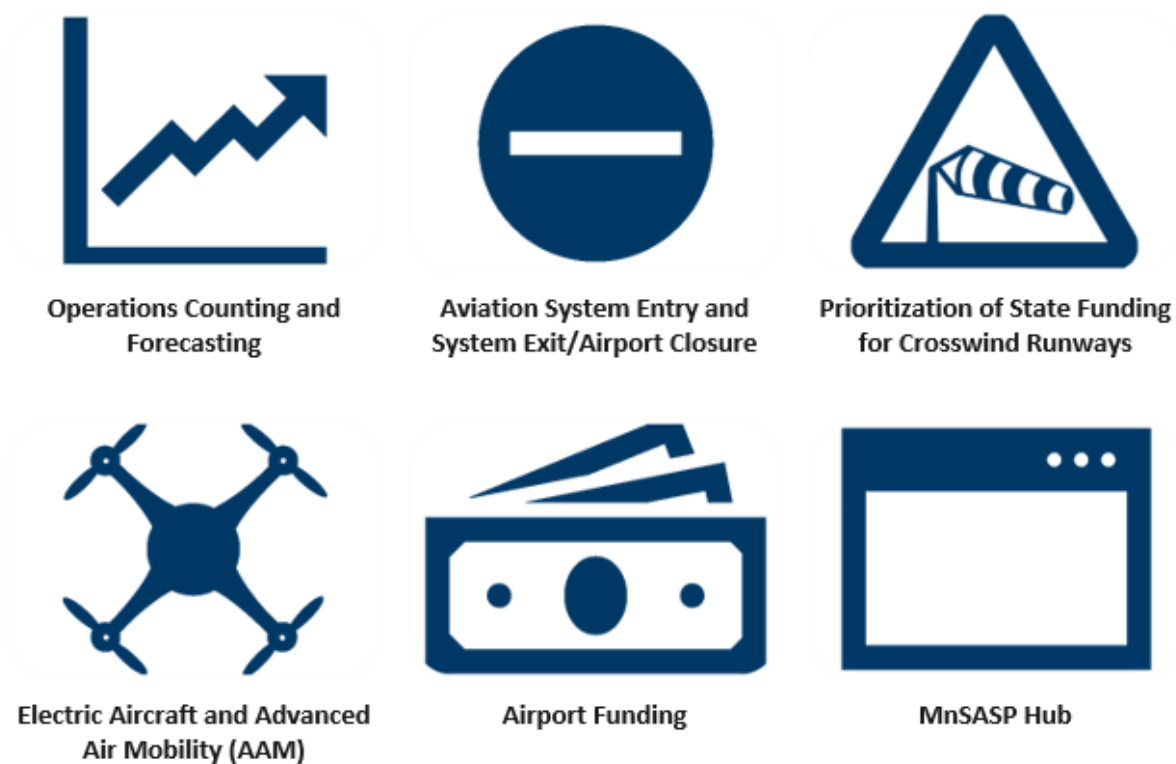 Operations Counting and
Forecasting
Aviation System Entry and
System Exit/Airport Closure
Prioritization of State Funding
for Crosswind Runways
Electric Aircraft and Advanced
Air Mobility (AAM)
Airport Funding
MnSASP Hub